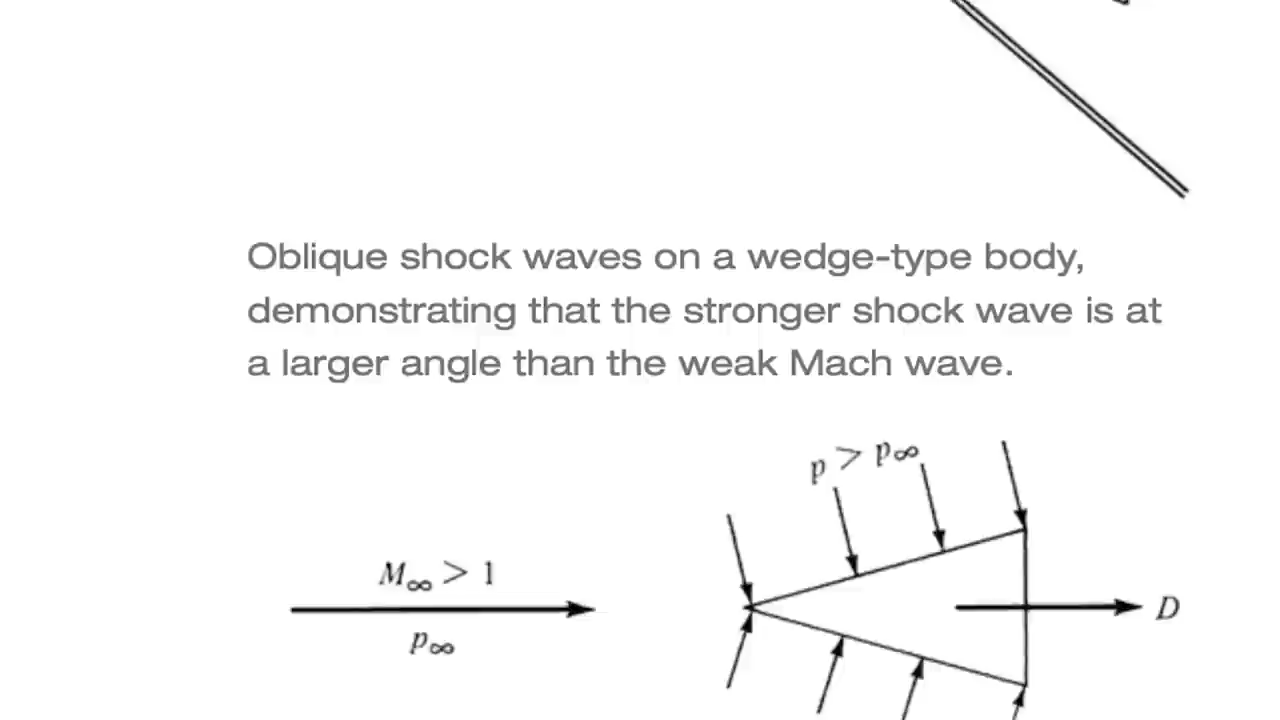 Oblique shock waves on a wedge-type body,
demonstrating that the stronger shock wave is at
a larger angle than the weak Mach wave.
p > p∞
M∞ > 1
p∞
D